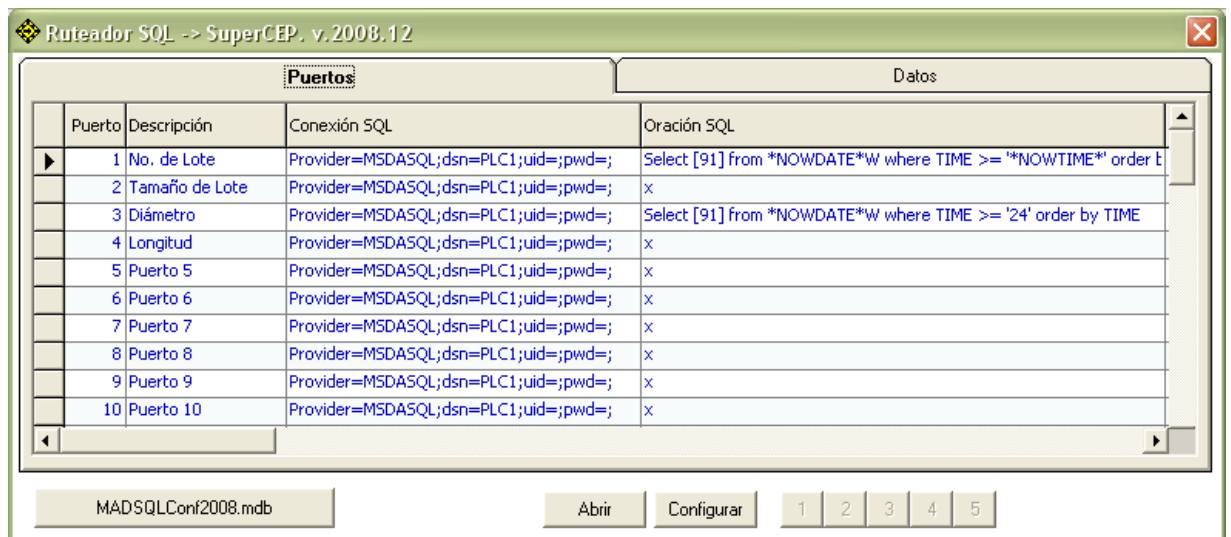 Ruteador SQL -> SuperCEP. v.2008.12
Puertos Datos
Puerto Descripción Conexión SQL Oración SQL
1 No. de Lote Provider=MSDASQL;dsn=PLC1;uid=;pwd=; Select [91] from *NOWDATE*W where TIME >= '*NOWTIME*' order
2 Tamaño de Lote Provider=MSDASQL;dsn=PLC1;uid=;pwd=; x
3 Diámetro Provider=MSDASQL;dsn=PLC1;uid=;pwd=; Select [91] from *NOWDATE*W where TIME >= '24' order by TIME
4 Longitud Provider=MSDASQL;dsn=PLC1;uid=;pwd=; x
5 Puerto 5 Provider=MSDASQL;dsn=PLC1;uid=;pwd=; x
6 Puerto 6 Provider=MSDASQL;dsn=PLC1;uid=;pwd=; x
7 Puerto 7 Provider=MSDASQL;dsn=PLC1;uid=;pwd=; x
8 Puerto 8 Provider=MSDASQL;dsn=PLC1;uid=;pwd=; x
9 Puerto 9 Provider=MSDASQL;dsn=PLC1;uid=;pwd=; x
10 Puerto 10 Provider=MSDASQL;dsn=PLC1;uid=;pwd=; x
MADSQLConf2008.mdb Abrir Configurar 1 2 3 4 5